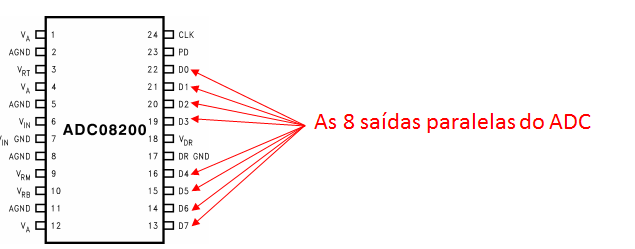 VA 1 24 CLK
AGND 2 23 PD
VRT 3 22 D0
VA 4 21 D1
AGND 5 20 D2
VIN 6 19 D3
VIN GND 7 18 VDR
AGND 8 17 DR GND
VRM 9 16 D4
VRB 10 15 D5
AGND 11 14 D6
VA 12 13 D7
ADC08200
As 8 saídas paralelas do ADC